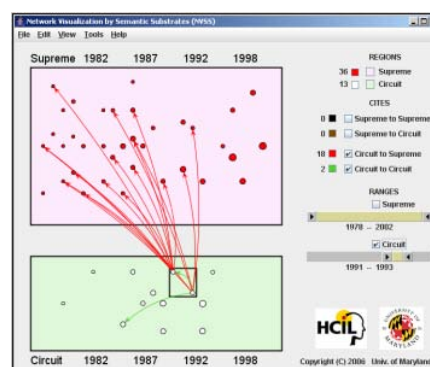 Network Visualization by Semantic Substrates (NVSS)
File Edit View Tools Help
Supreme 1982 1987 1992 1998
REGIONS
36 Supreme
13 Circuit
CITES
0 Supreme to Supreme
0 Supreme to Circuit
18 Circuit to Supreme
2 Circuit to Circuit
RANGES
Supreme
1978 -- 2002
Circuit
1991 -- 1993
HCIL
Circuit 1982 1987 1992 1998
Copyright (C) 2006 Univ. of Maryland